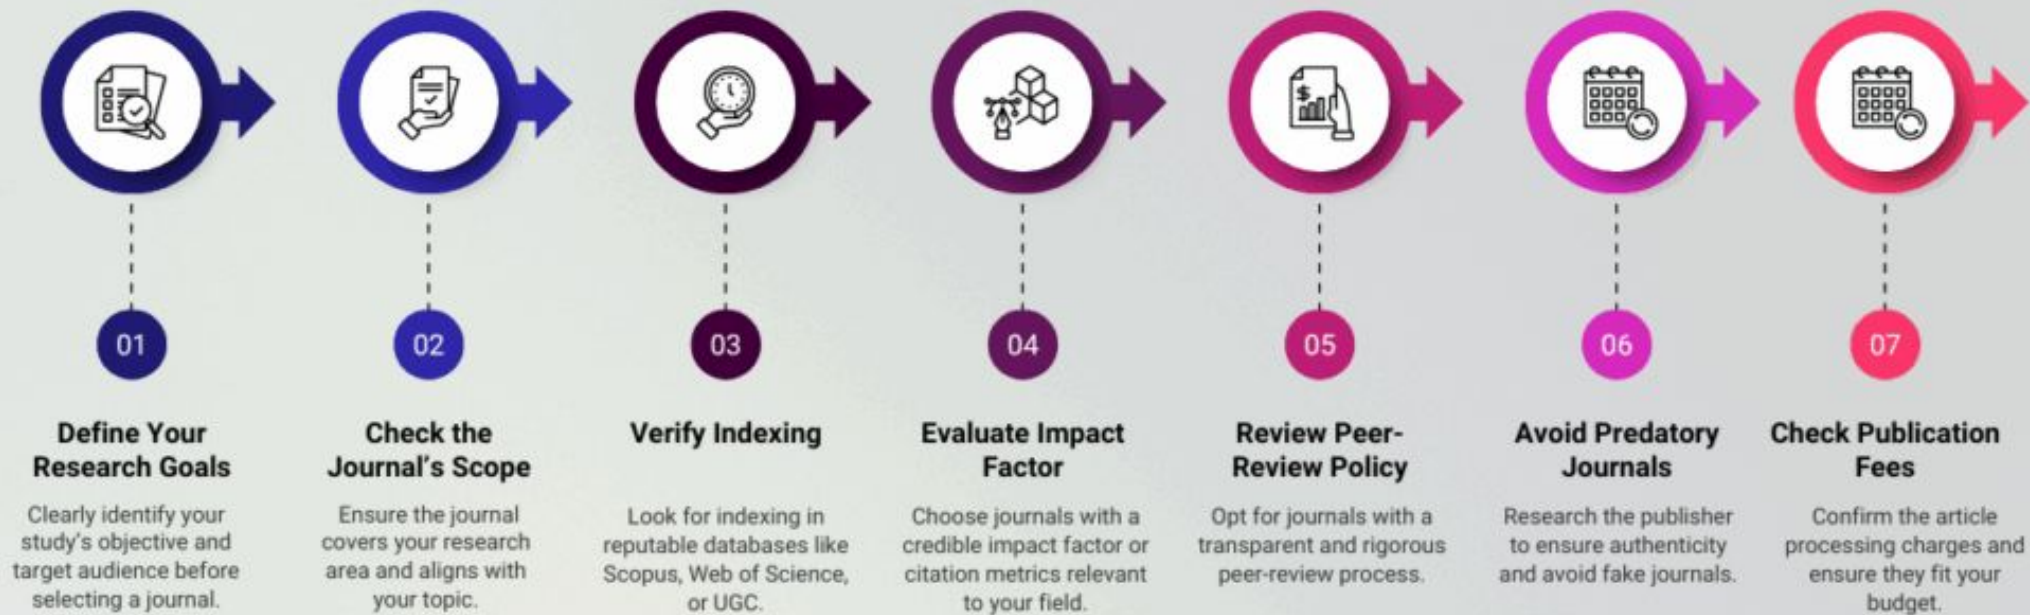 01
Define Your
Research Goals
Clearly identify your
study's objective and
target audience before
selecting a journal.
02
Check the
Journal's Scope
Ensure the journal
covers your research
area and aligns with
your topic.
03
Verify Indexing
Look for indexing in
reputable databases like
Scopus, Web of Science,
or UGC.
04
Evaluate Impact
Factor
Choose journals with a
credible impact factor or
citation metrics relevant
to your field.
05
Review Peer-
Review Policy
Opt for journals with a
transparent and rigorous
peer-review process.
06
Avoid Predatory
Journals
Research the publisher
to ensure authenticity
and avoid fake journals.
07
Check Publication
Fees
Confirm the article
processing charges and
ensure they fit your
budget.